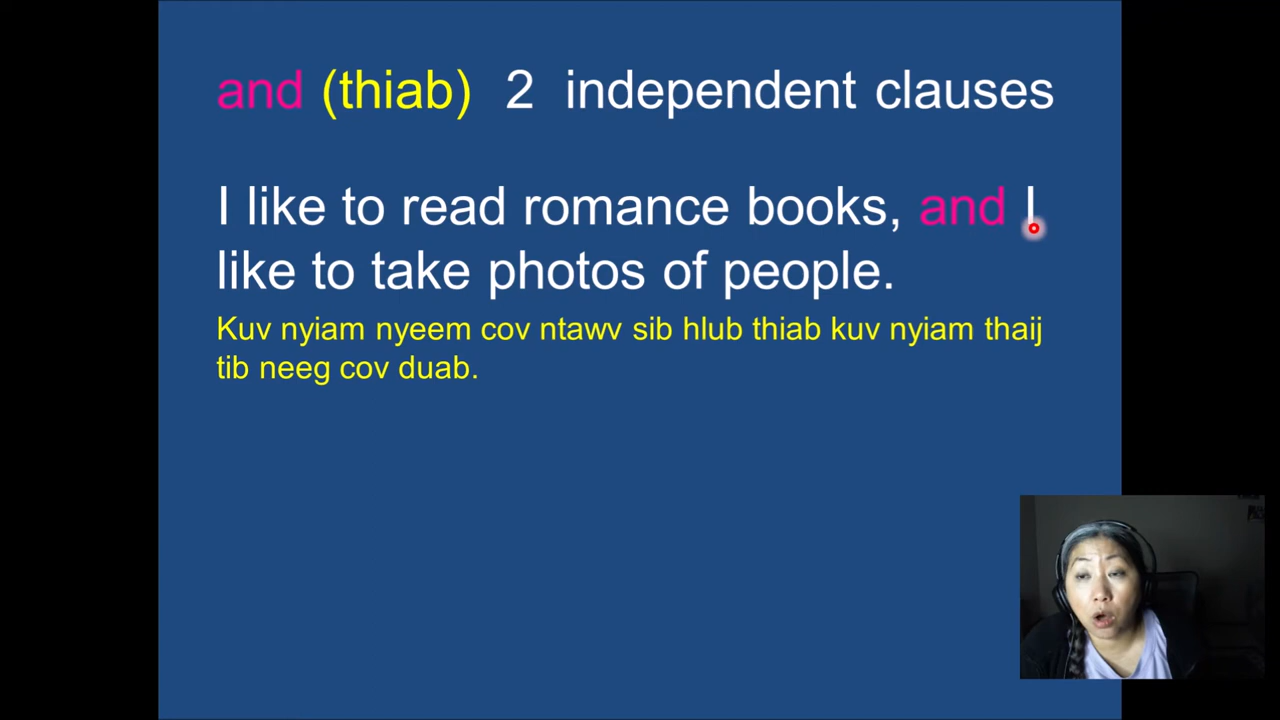 and (thiab) 2 independent clauses
I like to read romance books, and I
like to take photos of people.
Kuv nyiam nyeem cov ntawv sib hlub thiab kuv nyiam thaij
tib neeg cov duab.